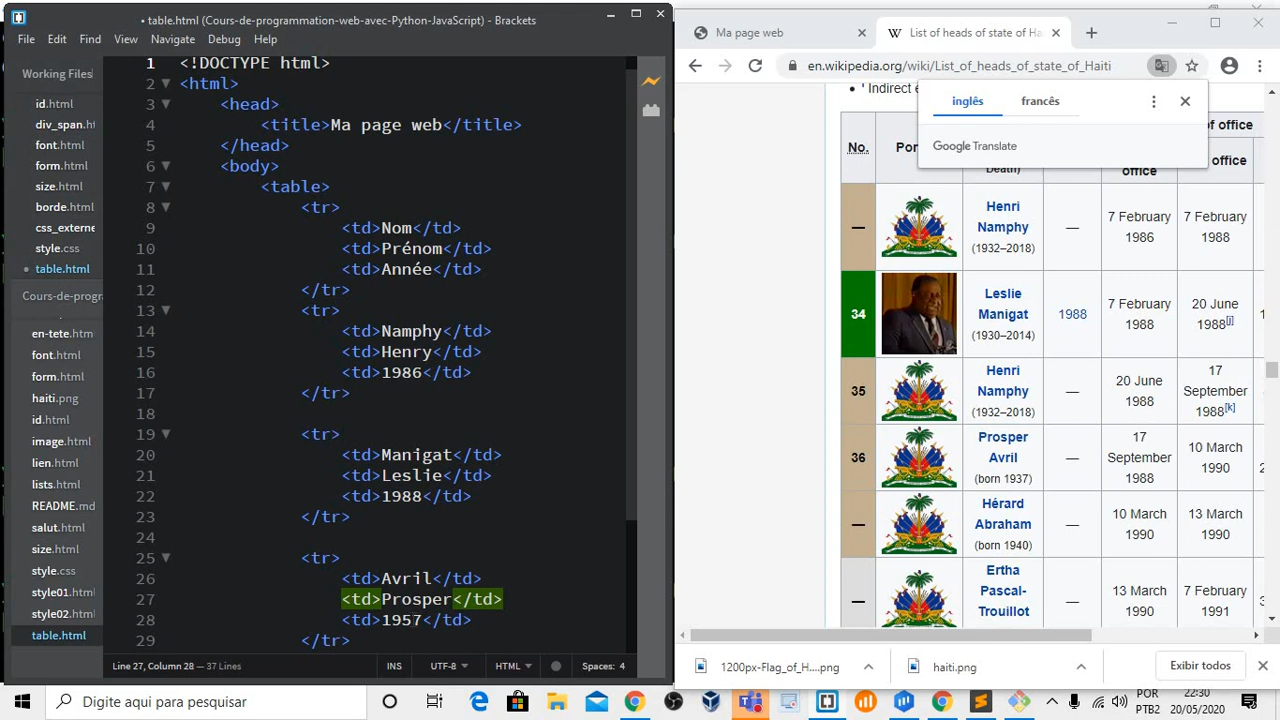 • table.html (Cours-de-programmation-web-avec-Python-JavaScript) - Brackets
File Edit Find View Navigate Debug Help
Working Files
id.html
div_span.ht
font.html
form.html
size.html
borde.html
css_externe
style.css
table.html
Cours-de-progra
en-tete.htm
font.html
form.html
haiti.png
id.html
image.html
lien.html
lists.html
README.md
salut.html
size.html
style.css
style01.html
style02.html
table.html
1 <!DOCTYPE html>
2 <html>
3 <head>
4 <title>Ma page web</title>
5 </head>
6 <body>
7 <table>
8 <tr>
9 <td>Nom</td>
10 <td>Prénom</td>
11 <td>Année</td>
12 </tr>
13 <tr>
14 <td>Namphy</td>
15 <td>Henry</td>
16 <td>1986</td>
17 </tr>
18
19 <tr>
20 <td>Manigat</td>
21 <td>Leslie</td>
22 <td>1988</td>
23 </tr>
24
25 <tr>
26 <td>Avril</td>
27 <td>Prosper</td>
28 <td>1957</td>
29 </tr>
Line 27, Column 28 — 37 Lines
INS UTF-8 HTML Spaces: 4
Ma page web
List of heads of state of Ha
en.wikipedia.org/wiki/List_of_heads_of_state_of_Haiti
inglês francês
Google Translate
' Indirect e
No. Por Death) office of office office
— Henri Namphy (1932–2018) — 7 February 1986 7 February 1988
34 Leslie Manigat (1930–2014) 1988 7 February 1988 20 June 1988[j]
35 Henri Namphy (1932–2018) — 20 June 1988 17 September 1988[k]
36 Prosper Avril (born 1937) — 17 September 1988 10 March 1990
— Hérard Abraham (born 1940) — 10 March 1990 13 March 1990
— Ertha Pascal-Trouillot — 13 March 1990 7 February 1991
1200px-Flag_of_H....png
haiti.png
Exibir todos
Digite aqui para pesquisar
POR
PTB2
22:30
20/05/2020